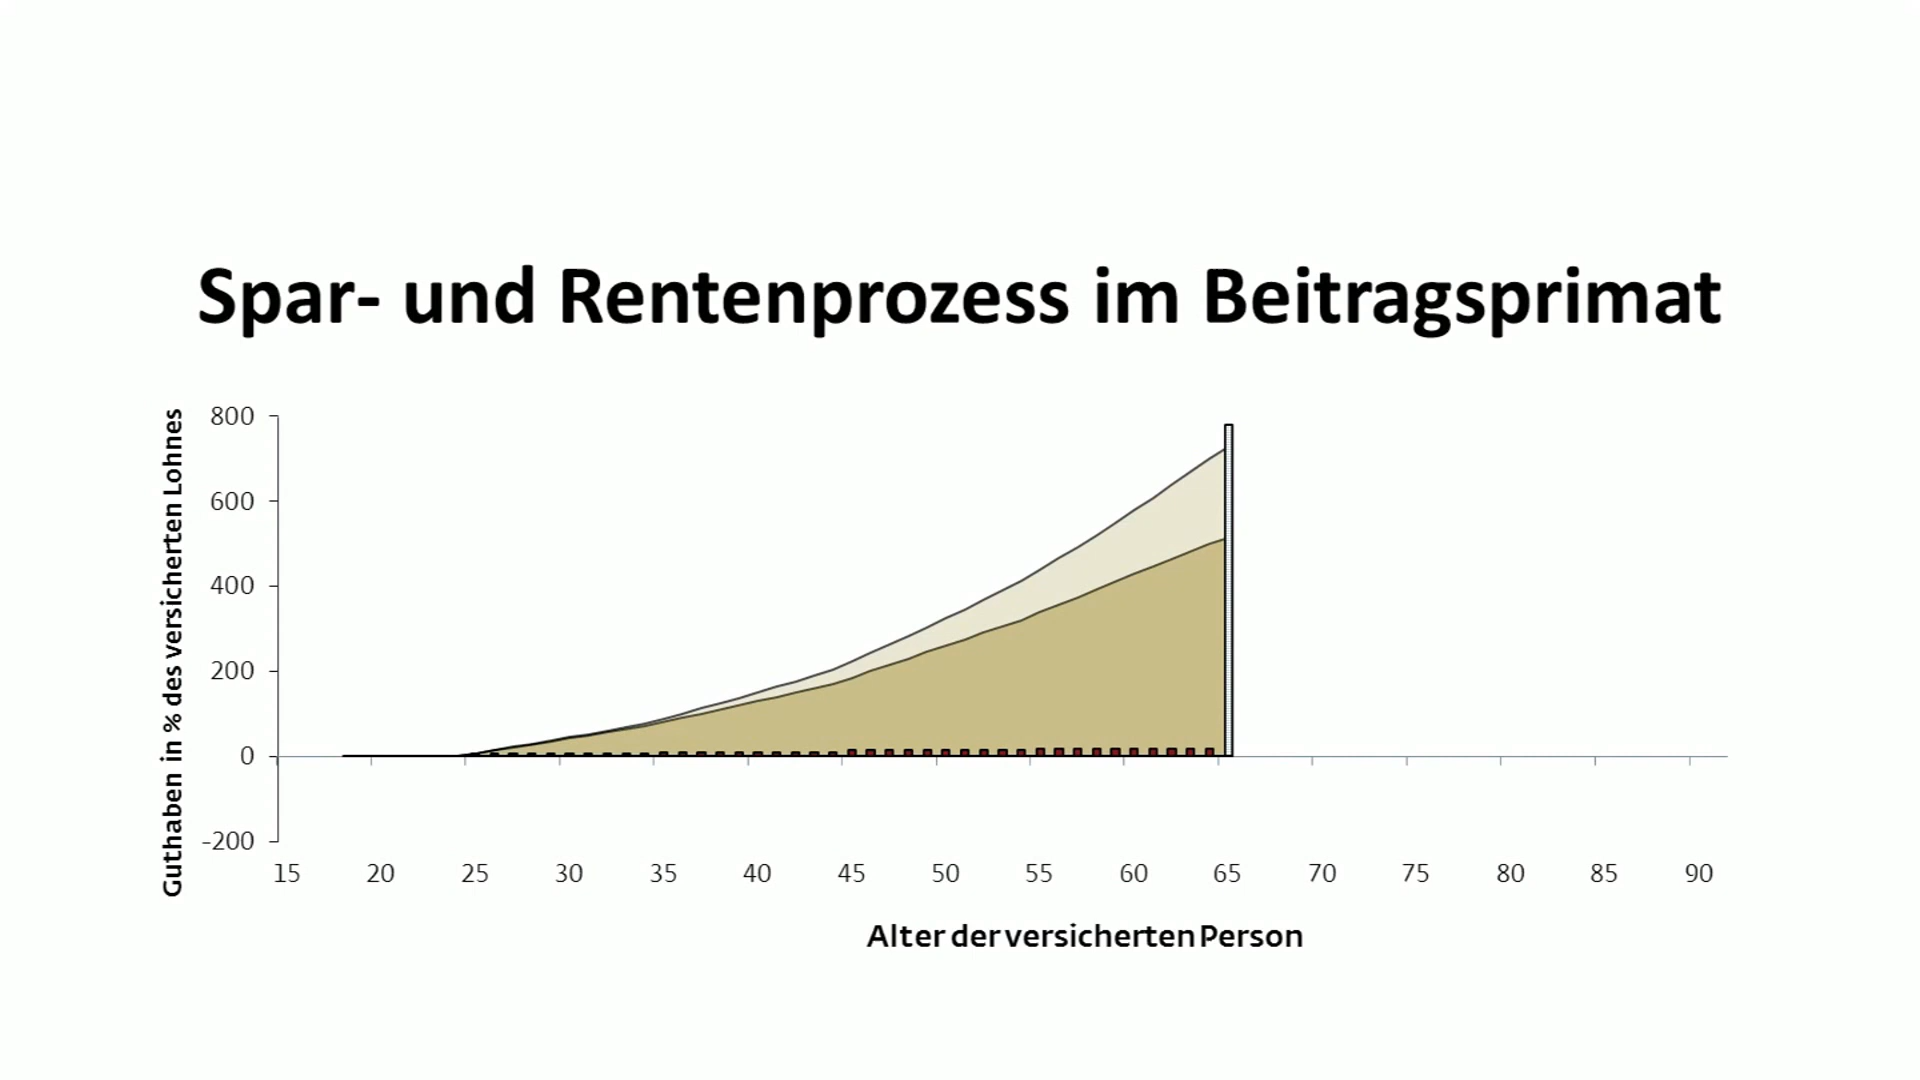 Spar- und Rentenprozess im Beitragsprimat
Guthaben in % des versicherten Lohnes
800
600
400
200
0
-200
15 20 25 30 35 40 45 50 55 60 65 70 75 80 85 90
Alter der versicherten Person